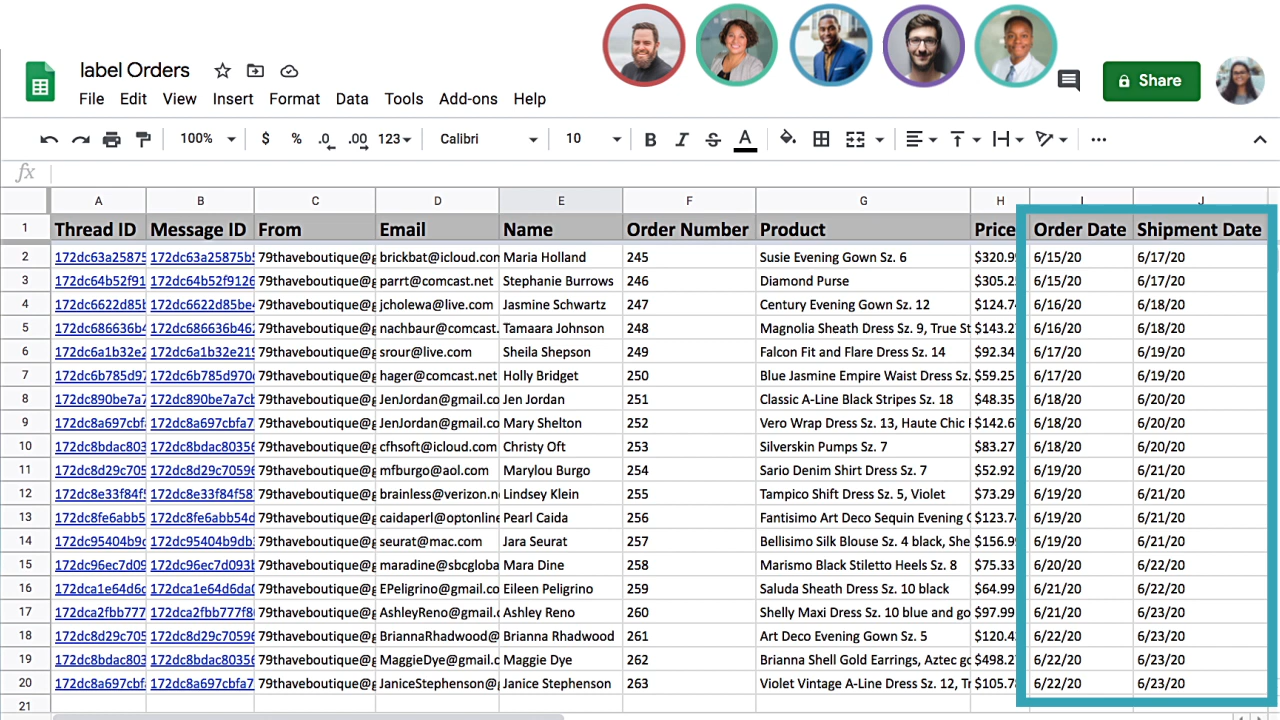 label Orders
File Edit View Insert Format Data Tools Add-ons Help
Share
100% $ % .0 .00 123 Calibri 10 B I S A
fx
A B C D E F G H I J
1 Thread ID Message ID From Email Name Order Number Product Price Order Date Shipment Date
2 172dc63a25875 172dc63a25875b5 79thaveboutique@g brickbat@icloud.com Maria Holland 245 Susie Evening Gown Sz. 6 $320.9 6/15/20 6/17/20
3 172dc64b52f91 172dc64b52f9126 79thaveboutique@g parrt@comcast.net Stephanie Burrows 246 Diamond Purse $305.2 6/15/20 6/17/20
4 172dc6622d85b 172dc6622d85be4 79thaveboutique@g jcholewa@live.com Jasmine Schwartz 247 Century Evening Gown Sz. 12 $124.7 6/16/20 6/18/20
5 172dc686636b4 172dc686636b462 79thaveboutique@g nachbaur@comcast. Tamaara Johnson 248 Magnolia Sheath Dress Sz. 9, True St $143.2 6/16/20 6/18/20
6 172dc6a1b32e2 172dc6a1b32e219 79thaveboutique@g srour@live.com Sheila Shepson 249 Falcon Fit and Flare Dress Sz. 14 $92.34 6/17/20 6/19/20
7 172dc6b785d97 172dc6b785d970 79thaveboutique@g hager@comcast.net Holly Bridget 250 Blue Jasmine Empire Waist Dress Sz. $59.25 6/17/20 6/19/20
8 172dc890be7a7 172dc890be7a7cb 79thaveboutique@g JenJordan@gmail.co Jen Jordan 251 Classic A-Line Black Stripes Sz. 18 $48.35 6/18/20 6/20/20
9 172dc8a697cbf 172dc8a697cbfa7 79thaveboutique@g JenJordan@gmail.co Mary Shelton 252 Vero Wrap Dress Sz. 13, Haute Chic $142.6 6/18/20 6/20/20
10 172dc8bdac803 172dc8bdac80356 79thaveboutique@g cfhsoft@icloud.com Christy Oft 253 Silverskin Pumps Sz. 7 $83.27 6/18/20 6/20/20
11 172dc8d29c705 172dc8d29c70596 79thaveboutique@g mfburgo@aol.com Marylou Burgo 254 Sario Denim Shirt Dress Sz. 7 $52.92 6/19/20 6/21/20
12 172dc8e33f84f 172dc8e33f84f58 79thaveboutique@g brainless@verizon.n Lindsey Klein 255 Tampico Shift Dress Sz. 5, Violet $73.29 6/19/20 6/21/20
13 172dc8fe6abb5 172dc8fe6abb54d 79thaveboutique@g caidaperl@optonline Pearl Caida 256 Fantisimo Art Deco Sequin Evening G $123.7 6/19/20 6/21/20
14 172dc95404b9 172dc95404b9db 79thaveboutique@g seurat@mac.com Jara Seurat 257 Bellisimo Silk Blouse Sz. 4 black, She $156.9 6/19/20 6/21/20
15 172dc96ec7d09 172dc96ec7d093 79thaveboutique@g maradine@sbcgloba Mara Dine 258 Marismo Black Stiletto Heels Sz. 8 $75.33 6/20/20 6/22/20
16 172dca1e64d6 172dca1e64d6da 79thaveboutique@g EPeligrino@gmail.co Eileen Peligrino 259 Saluda Sheath Dress Sz. 10 black $64.99 6/21/20 6/22/20
17 172dca2fbb777 172dca2fbb777f8 79thaveboutique@g AshleyReno@gmail. Ashley Reno 260 Shelly Maxi Dress Sz. 10 blue and go $97.99 6/21/20 6/23/20
18 172dc8d29c705 172dc8d29c70596 79thaveboutique@g BriannaRhadwood@ Brianna Rhadwood 261 Art Deco Evening Gown Sz. 5 $120.4 6/22/20 6/23/20
19 172dc8bdac803 172dc8bdac80356 79thaveboutique@g MaggieDye@gmail.c Maggie Dye 262 Brianna Shell Gold Earrings, Aztec go $498.2 6/22/20 6/23/20
20 172dc8a697cbf 172dc8a697cbfa7 79thaveboutique@g JaniceStephenson@ Janice Stephenson 263 Violet Vintage A-Line Dress Sz. 12, T $105.7 6/22/20 6/23/20
21